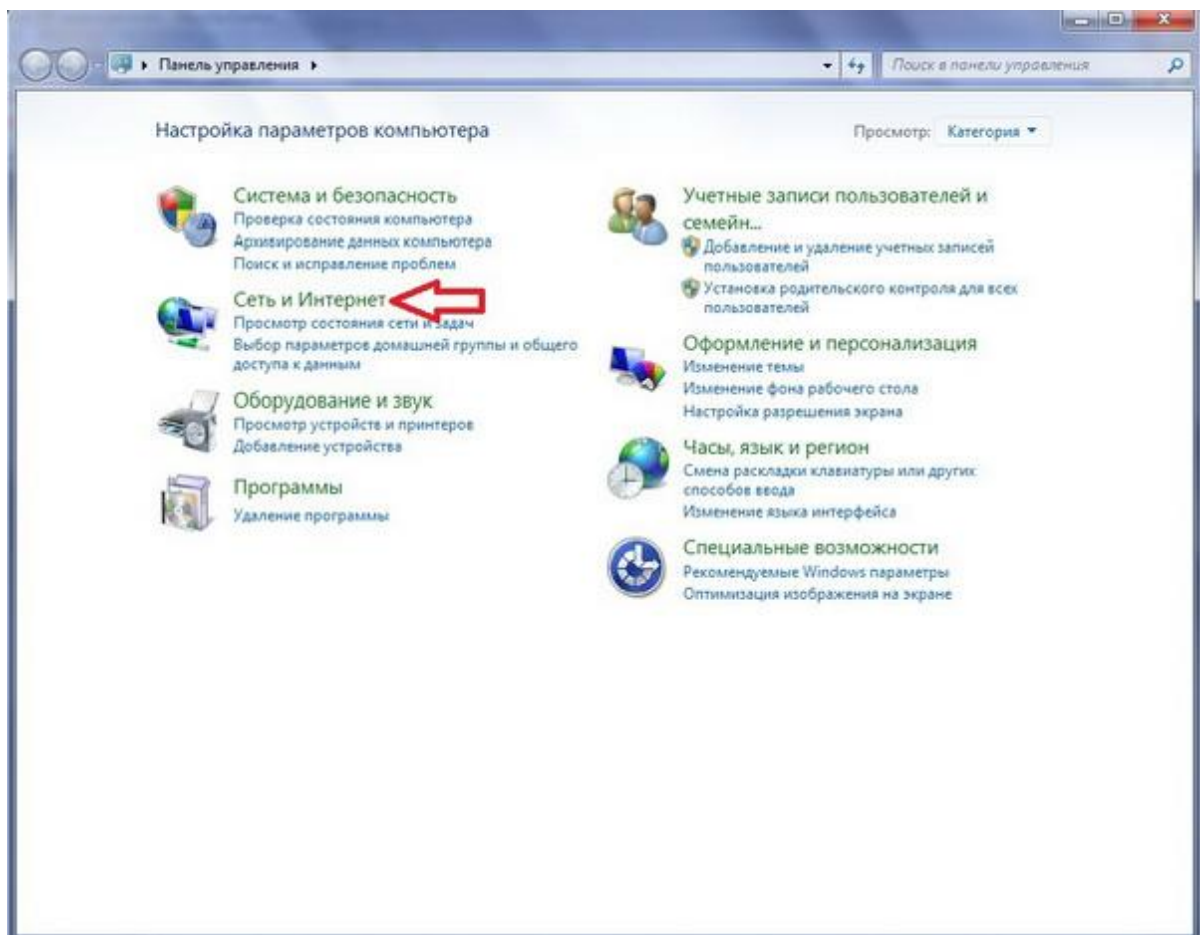 Панель управления
Поиск в панели управления
Настройка параметров компьютера
Просмотр: Категория
Система и безопасность
Проверка состояния компьютера
Архивирование данных компьютера
Поиск и исправление проблем
Сеть и Интернет
Просмотр состояния сети и задач
Выбор параметров домашней группы и общего
доступа к данным
Оборудование и звук
Просмотр устройств и принтеров
Добавление устройства
Программы
Удаление программы
Учетные записи пользователей и
семейн...
Добавление и удаление учетных записей
пользователей
Установка родительского контроля для всех
пользователей
Оформление и персонализация
Изменение темы
Изменение фона рабочего стола
Настройка разрешения экрана
Часы, язык и регион
Смена раскладки клавиатуры или других
способов ввода
Изменение языка интерфейса
Специальные возможности
Рекомендуемые Windows параметры
Оптимизация изображения на экране